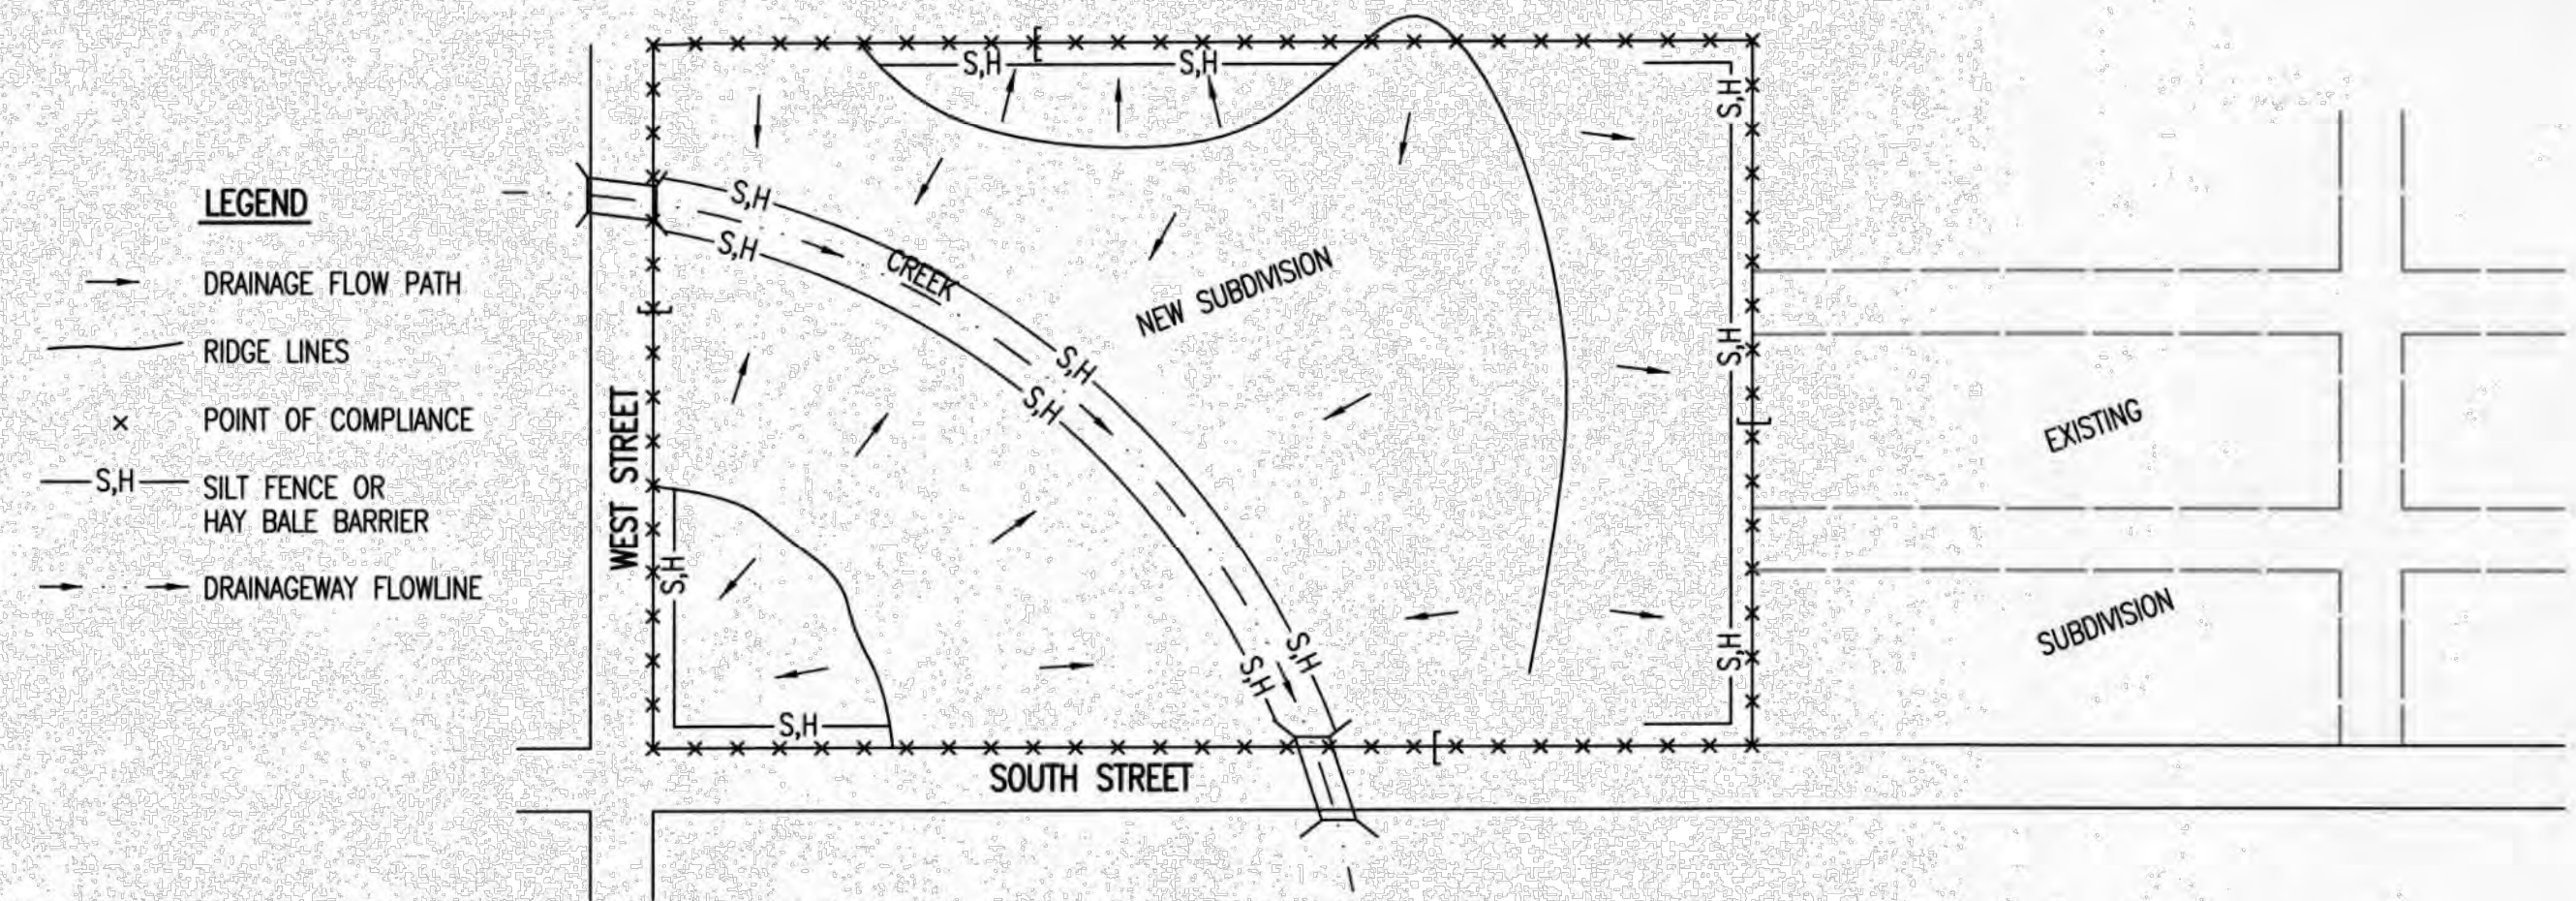 LEGEND
DRAINAGE FLOW PATH
RIDGE LINES
POINT OF COMPLIANCE
S,H
SILT FENCE OR
HAY BALE BARRIER
DRAINAGEWAY FLOWLINE
WEST STREET
S,H
S,H
S,H
S,H
CREEK
NEW SUBDIVISION
S,H
S,H
S,H
S,H
S,H
S,H
S,H
S,H
S,H
SOUTH STREET
EXISTING
SUBDIVISION